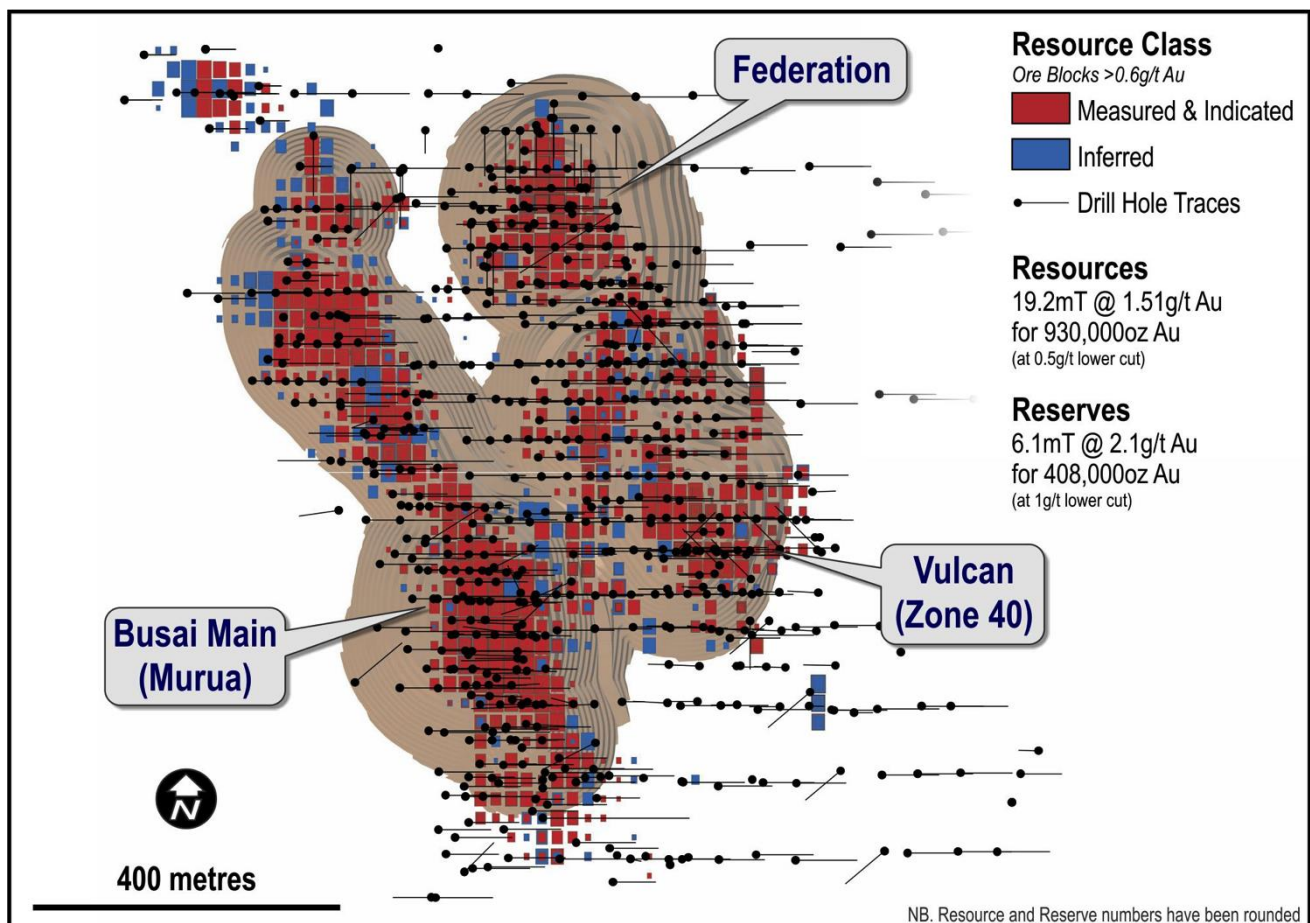 Federation
Busai Main
(Murua)
Vulcan
(Zone 40)
Resource Class
Ore Blocks >0.6g/t Au
Measured & Indicated
Inferred
Drill Hole Traces
Resources
19.2mT @ 1.51g/t Au
for 930,000oz Au
(at 0.5g/t lower cut)
Reserves
6.1mT @ 2.1g/t Au
for 408,000oz Au
(at 1g/t lower cut)
N
400 metres
NB. Resource and Reserve numbers have been rounded